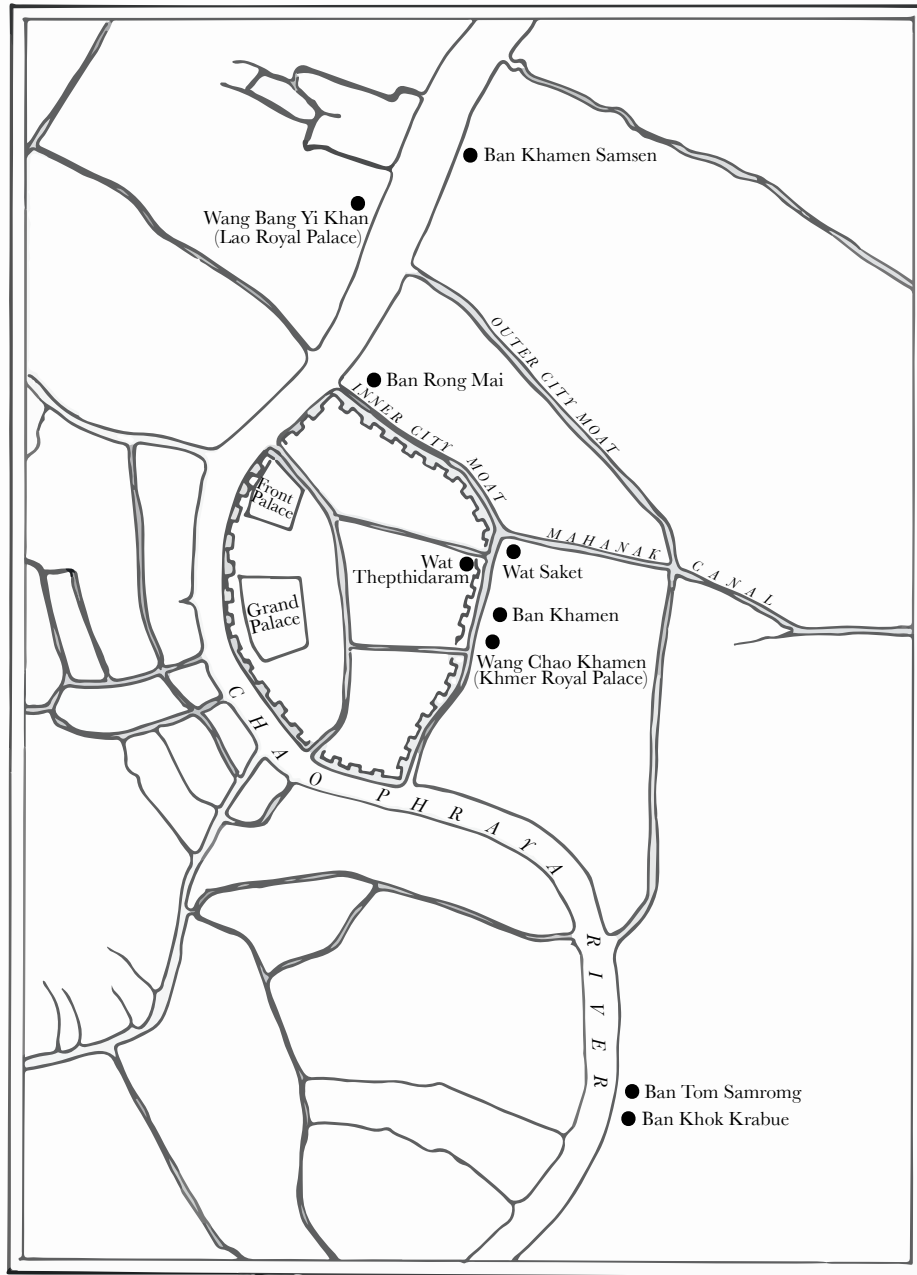 Ban Khamen Samsen
Wang Bang Yi Khan
(Lao Royal Palace)
OUTER CITY MOAT
Ban Rong Mai
INNER CITY MOAT
Front
Palace
MAHANAK CANAL
Wat
Thepthidaram
Wat Saket
Grand
Palace
Ban Khamen
Wang Chao Khamen
(Khmer Royal Palace)
CHAO PHRAYA RIVER
Ban Tom Samromg
Ban Khok Krabue